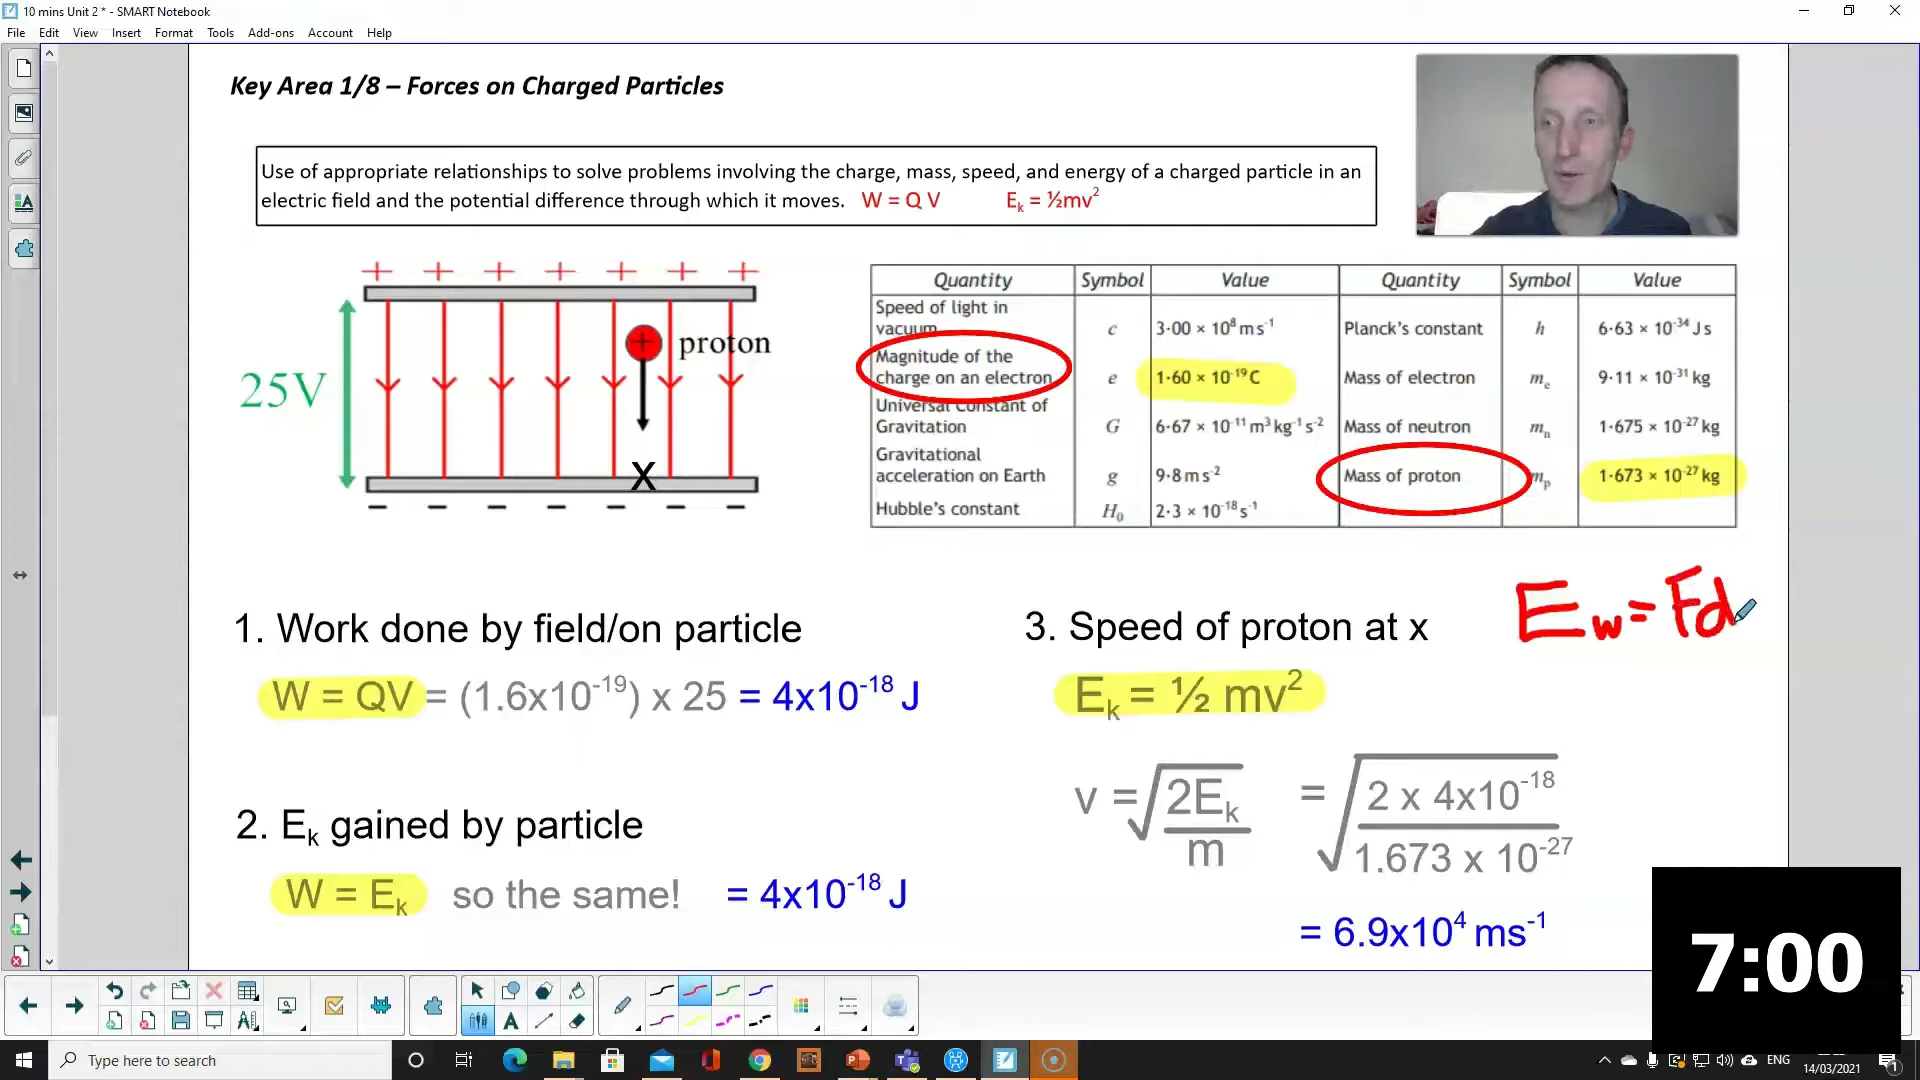 10 mins Unit 2 * - SMART Notebook
File Edit View Insert Format Tools Add-ons Account Help
Key Area 1/8 – Forces on Charged Particles
Use of appropriate relationships to solve problems involving the charge, mass, speed, and energy of a charged particle in an
electric field and the potential difference through which it moves. W = Q V E_k = ½mv²
+ + + + + + +
25V
+ proton
X
– – – – – – –
Quantity Symbol Value Quantity Symbol Value
Speed of light in
vacuum c 3·00 × 10⁸ m s⁻¹ Planck's constant h 6·63 × 10⁻³⁴ J s
Magnitude of the
charge on an electron e 1·60 × 10⁻¹⁹ C Mass of electron mₑ 9·11 × 10⁻³¹ kg
Universal Constant of
Gravitation G 6·67 × 10⁻¹¹ m³ kg⁻¹ s⁻² Mass of neutron mₙ 1·675 × 10⁻²⁷ kg
Gravitational
acceleration on Earth g 9·8 m s⁻² Mass of proton mₚ 1·673 × 10⁻²⁷ kg
Hubble's constant H₀ 2·3 × 10⁻¹⁸ s⁻¹
1. Work done by field/on particle
W = QV = (1.6x10⁻¹⁹) x 25 = 4x10⁻¹⁸ J
2. E_k gained by particle
W = E_k so the same! = 4x10⁻¹⁸ J
3. Speed of proton at x
E_w = Fd
E_k = ½ mv²
v = √(2E_k / m) = √(2 x 4x10⁻¹⁸ / 1.673 x 10⁻²⁷)
= 6.9x10⁴ ms⁻¹
7:00
Type here to search
ENG
14/03/2021